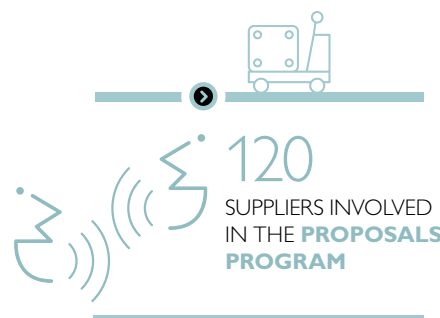 120
SUPPLIERS INVOLVED
IN THE PROPOSALS
PROGRAM